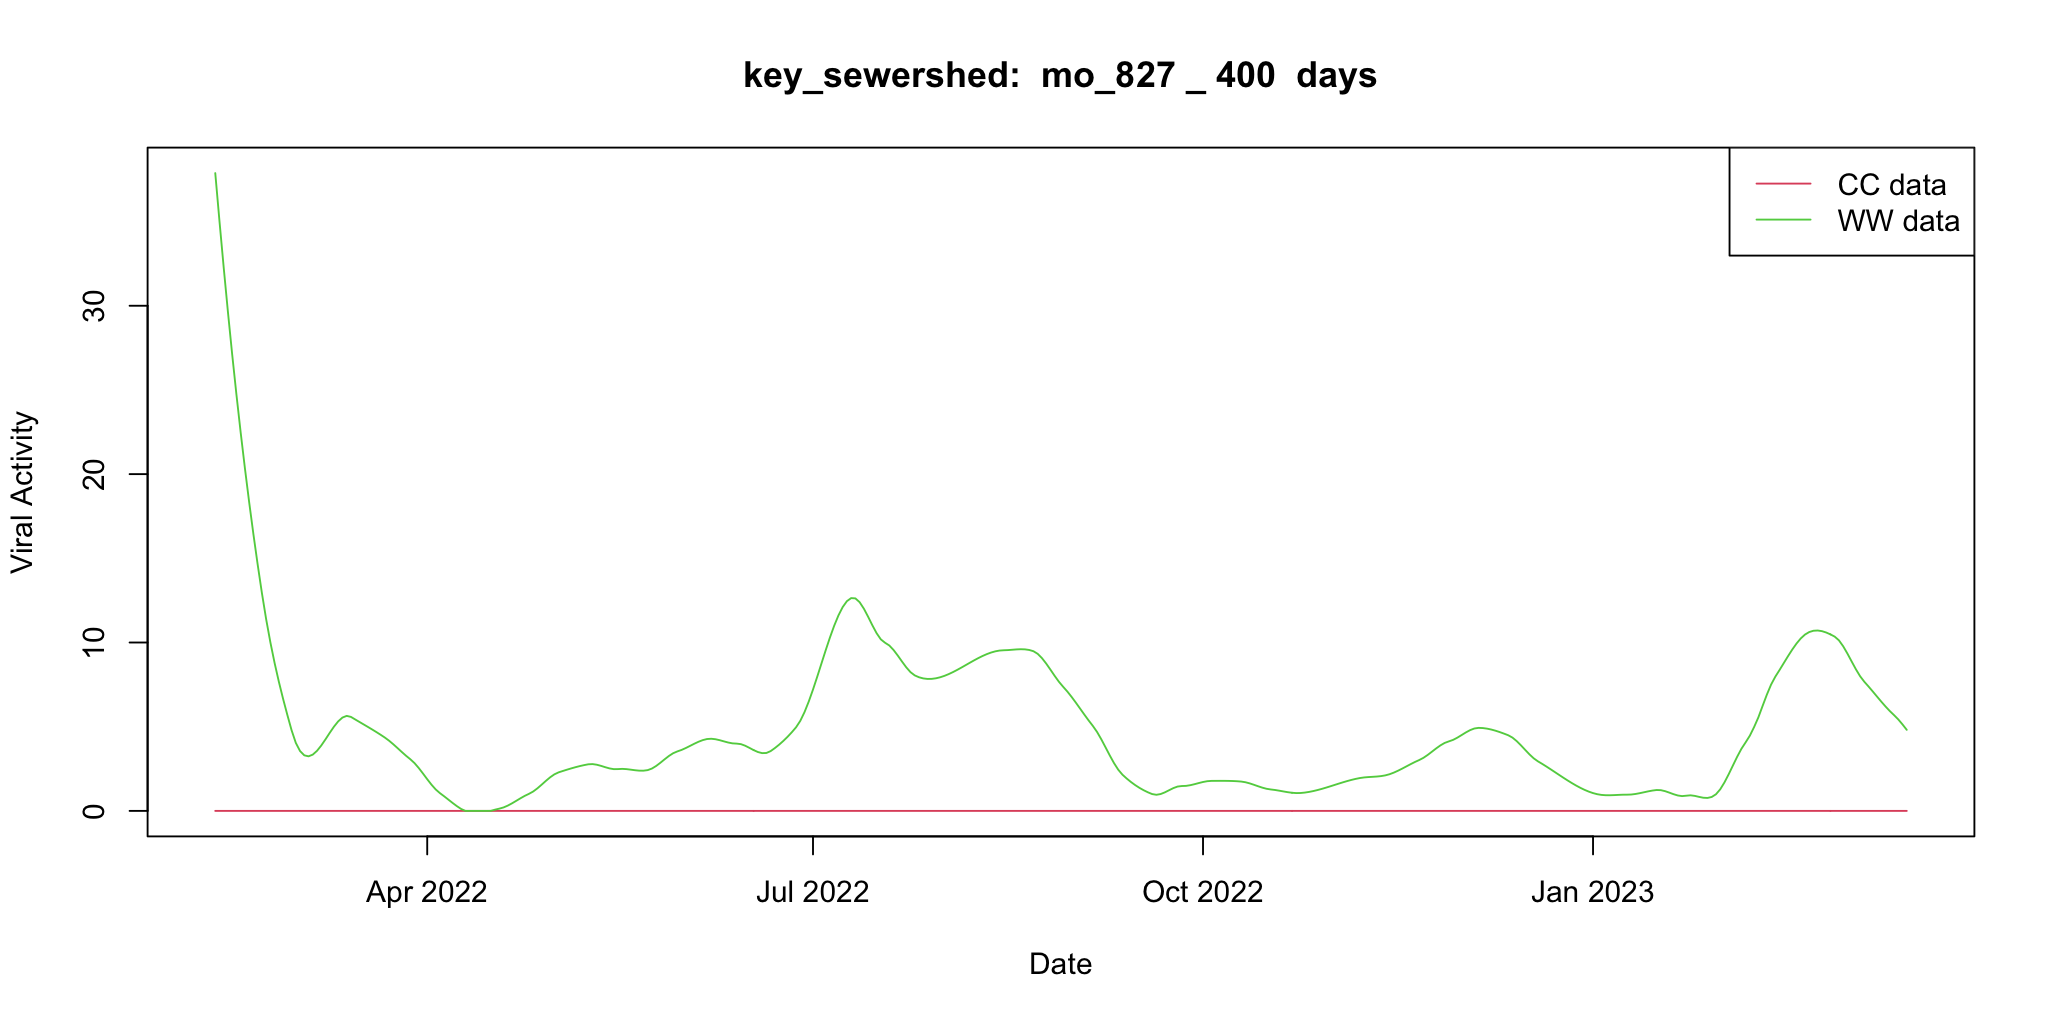 key_sewershed:  mo_827 _ 400  days
CC data
WW data
Viral Activity
30
20
10
0
Apr 2022
Jul 2022
Oct 2022
Jan 2023
Date